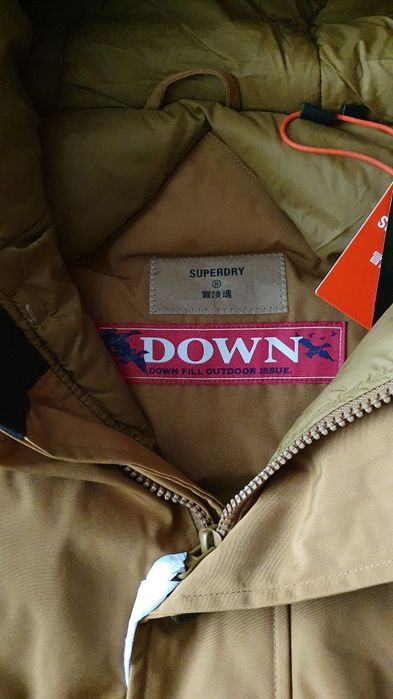 SUPERDRY
®
冒険魂
DOWN
DOWN FILL OUTDOOR ISSUE.